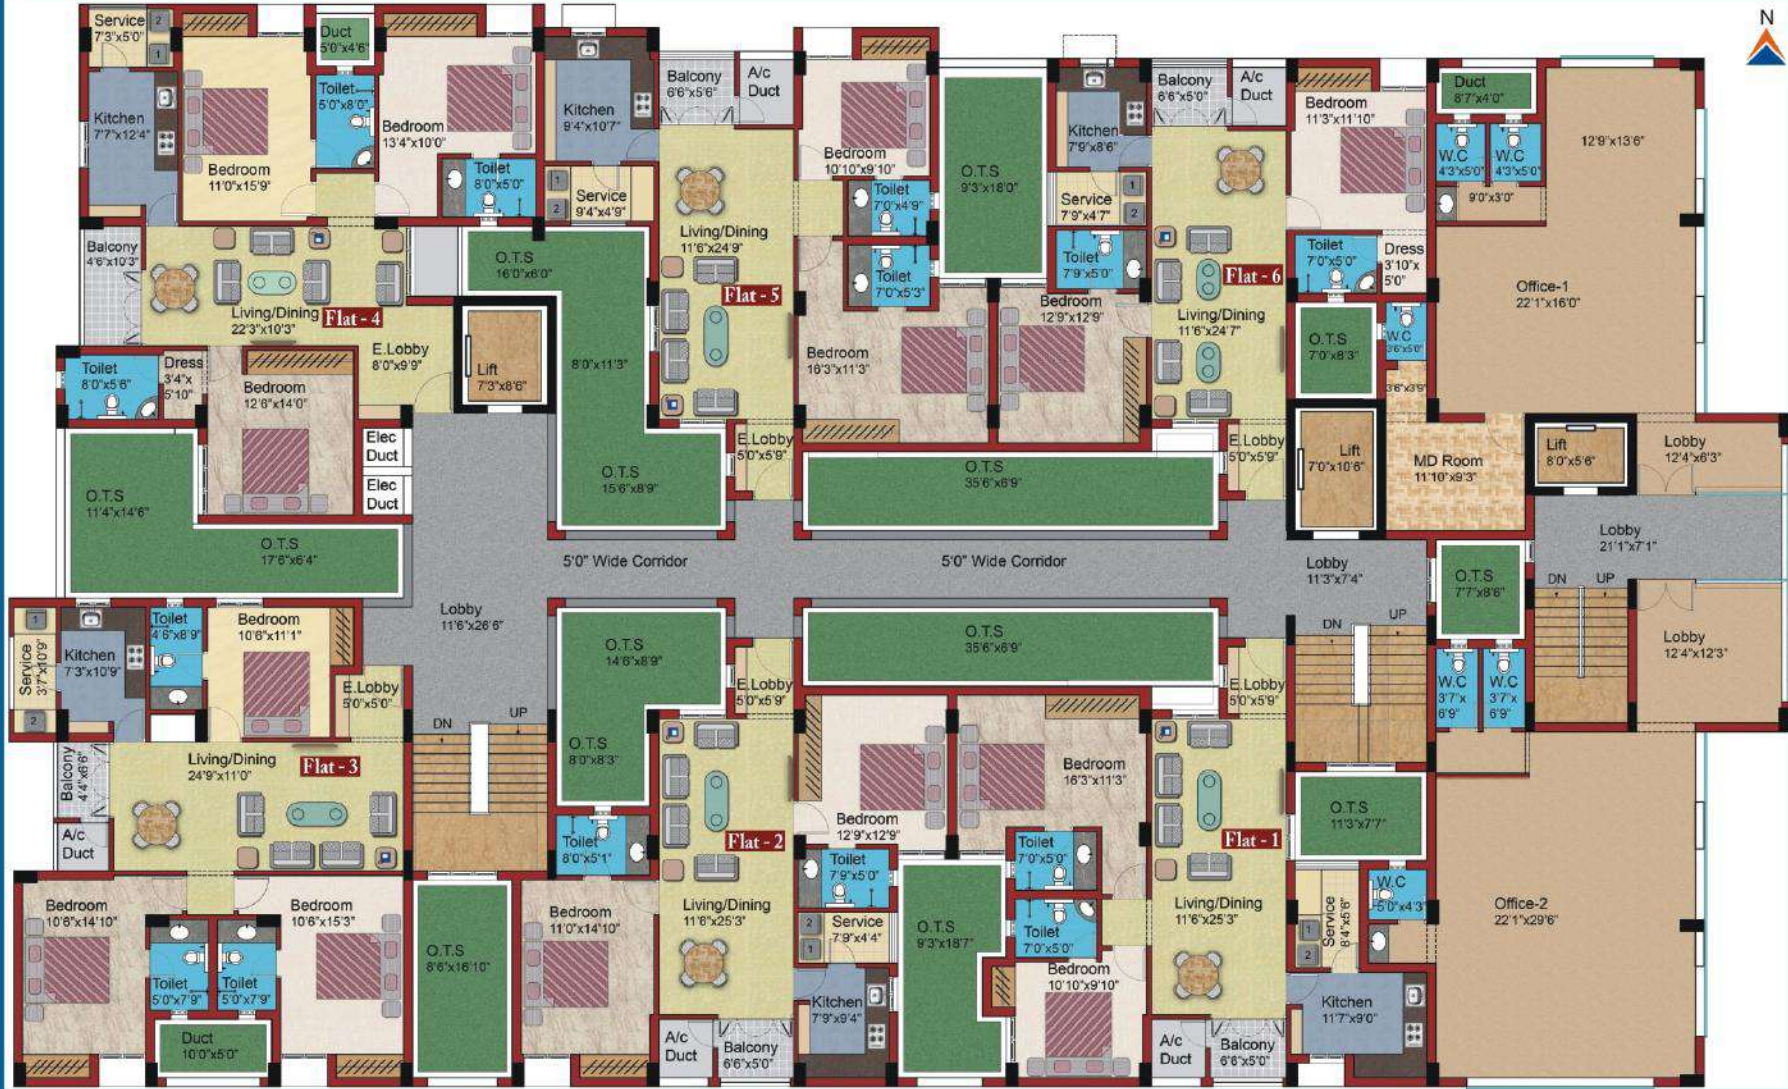 N
Service
7'3"x5'0"
2
1
Kitchen
7'7"x12'4"
Bedroom
11'0"x15'9"
Duct
5'0"x4'6"
Toilet
5'0"x8'0"
Bedroom
13'4"x10'0"
Toilet
8'0"x5'0"
Balcony
4'6"x10'3"
Living/Dining
22'3"x10'3"
Flat - 4
E.Lobby
8'0"x9'9"
Toilet
8'0"x5'6"
Dress
3'4"x
5'10"
Bedroom
12'6"x14'0"
Elec
Duct
Elec
Duct
Lift
7'3"x8'6"
O.T.S
16'0"x6'0"
8'0"x11'3"
O.T.S
15'6"x8'9"
Kitchen
9'4"x10'7"
1
2
Service
9'4"x4'9"
Balcony
6'6"x5'6"
A/c
Duct
Living/Dining
11'6"x24'9"
Flat - 5
E.Lobby
5'0"x5'9"
Bedroom
10'10"x9'10"
Toilet
7'0"x4'9"
Toilet
7'0"x5'3"
Bedroom
16'3"x11'3"
O.T.S
9'3"x18'0"
Kitchen
7'9"x8'6"
Service
7'9"x4'7"
1
2
Toilet
7'9"x5'0"
Bedroom
12'9"x12'9"
Balcony
6'6"x5'0"
A/c
Duct
Flat - 6
Living/Dining
11'6"x24'7"
E.Lobby
5'0"x5'9"
Bedroom
11'3"x11'10"
Toilet
7'0"x5'0"
Dress
3'10"x
5'0"
O.T.S
7'0"x8'3"
W.C
3'6"x5'0"
3'6"x3'9"
Duct
8'7"x4'0"
W.C
4'3"x5'0"
W.C
4'3"x5'0"
9'0"x3'0"
12'9"x13'6"
Office-1
22'1"x16'0"
Lift
7'0"x10'6"
MD Room
11'10"x9'3"
Lift
8'0"x5'6"
Lobby
12'4"x6'3"
Lobby
21'1"x7'1"
DN
UP
Lobby
12'4"x12'3"
O.T.S
11'4"x14'6"
O.T.S
17'6"x6'4"
O.T.S
35'6"x6'9"
5'0" Wide Corridor
5'0" Wide Corridor
Lobby
11'3"x7'4"
O.T.S
7'7"x8'6"
Lobby
11'6"x26'6"
O.T.S
35'6"x6'9"
DN
UP
W.C
3'7"x
6'9"
W.C
3'7"x
6'9"
1
Service
3'7"x10'9"
2
Kitchen
7'3"x10'9"
Toilet
4'6"x8'9"
Bedroom
10'6"x11'1"
E.Lobby
5'0"x5'0"
DN
UP
O.T.S
14'6"x8'9"
O.T.S
8'0"x8'3"
E.Lobby
5'0"x5'9"
E.Lobby
5'0"x5'9"
Balcony
4'4"x6'6"
A/c
Duct
Living/Dining
24'9"x11'0"
Flat - 3
Bedroom
10'6"x14'10"
Toilet
5'0"x7'9"
Toilet
5'0"x7'9"
Duct
10'0"x5'0"
Bedroom
10'6"x15'3"
O.T.S
8'6"x16'10"
Toilet
8'0"x5'1"
Bedroom
11'0"x14'10"
Flat - 2
Living/Dining
11'6"x25'3"
A/c
Duct
Balcony
6'6"x5'0"
Bedroom
12'9"x12'9"
Toilet
7'9"x5'0"
2
1
Service
7'9"x4'4"
Kitchen
7'9"x9'4"
O.T.S
9'3"x18'7"
Bedroom
16'3"x11'3"
Toilet
7'0"x5'0"
Toilet
7'0"x5'0"
Bedroom
10'10"x9'10"
Flat - 1
Living/Dining
11'6"x25'3"
A/c
Duct
Balcony
6'6"x5'0"
O.T.S
11'3"x7'7"
W.C
5'0"x4'3"
Service
8'4"x5'6"
1
2
Kitchen
11'7"x9'0"
Office-2
22'1"x29'6"